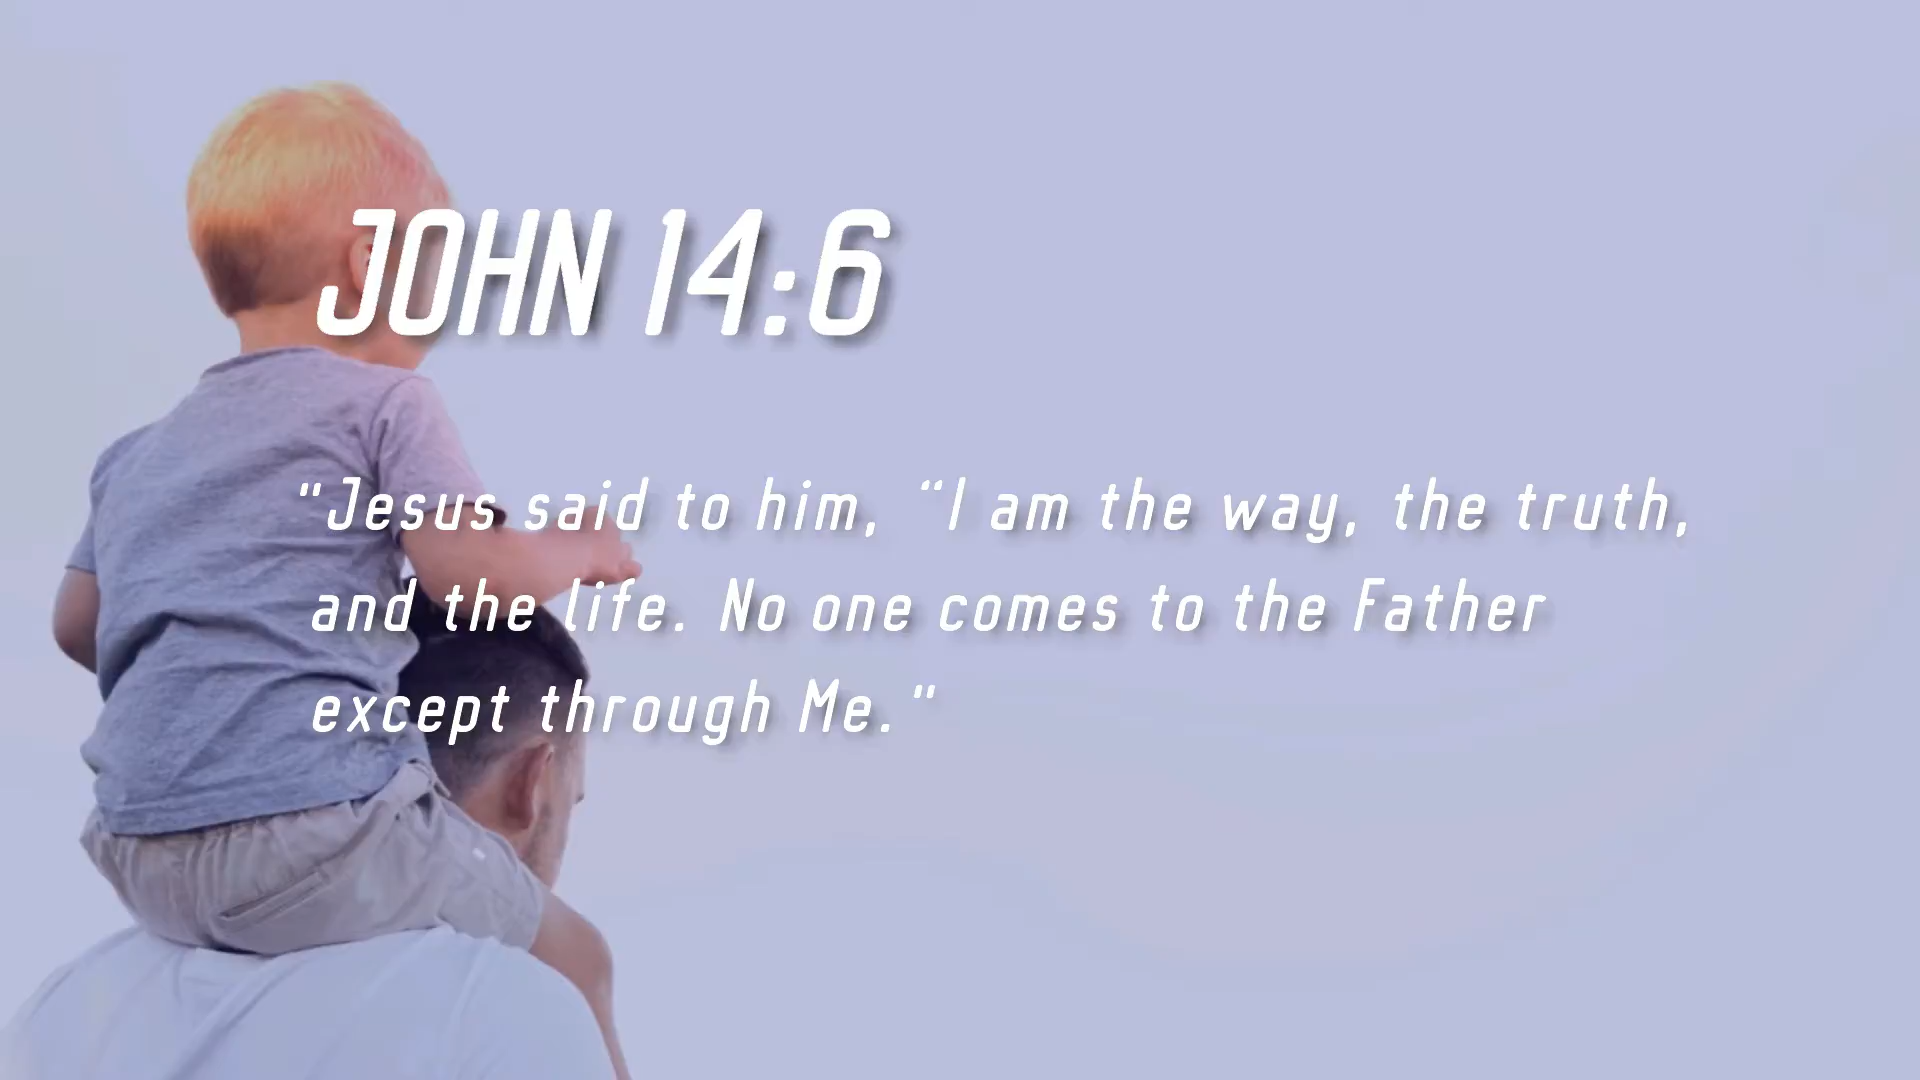 JOHN 14:6
"Jesus said to him, “I am the way, the truth,
and the life. No one comes to the Father
except through Me."